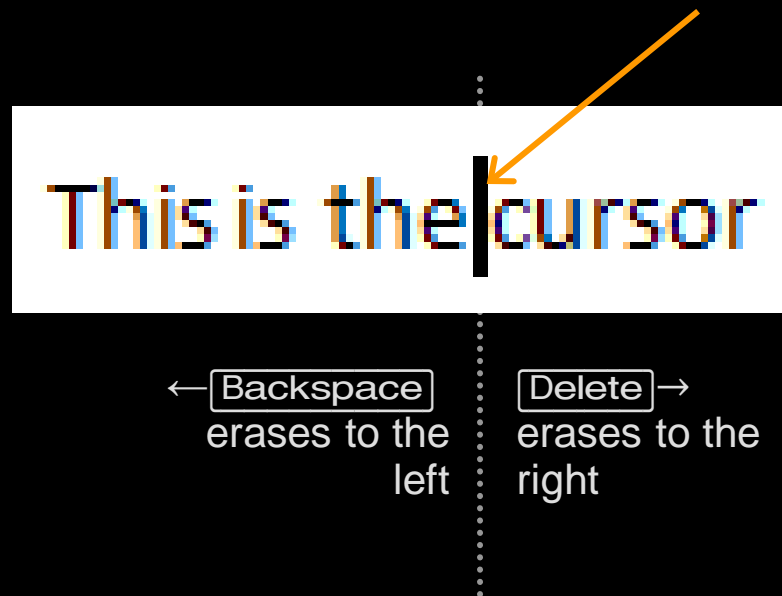 This is the cursor
←Backspace
erases to the
left
Delete→
erases to the
right